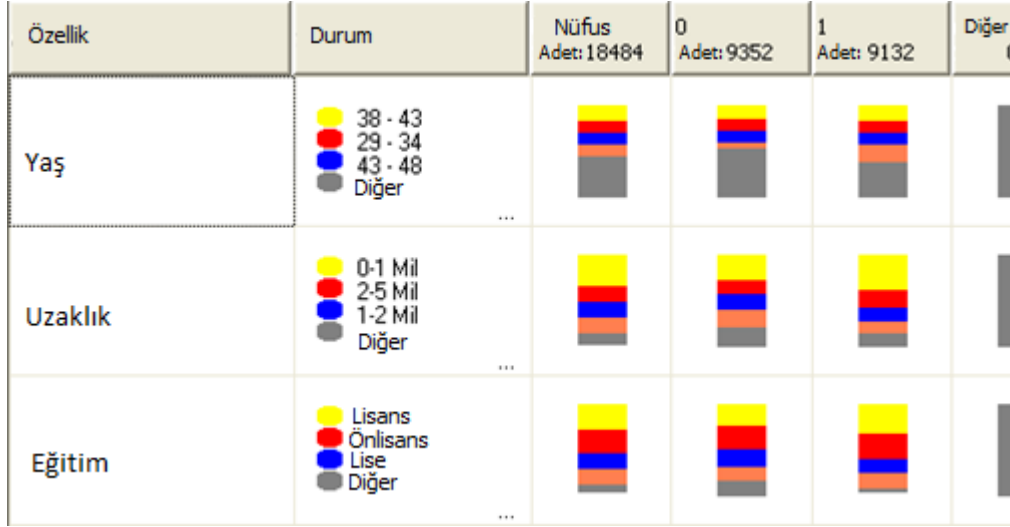 Özellik
Durum
Nüfus
Adet: 18484
0
Adet: 9352
1
Adet: 9132
Diğer
Yaş
38 - 43
29 - 34
43 - 48
Diğer
...
Uzaklık
0-1 Mil
2-5 Mil
1-2 Mil
Diğer
...
Eğitim
Lisans
Önlisans
Lise
Diğer
...